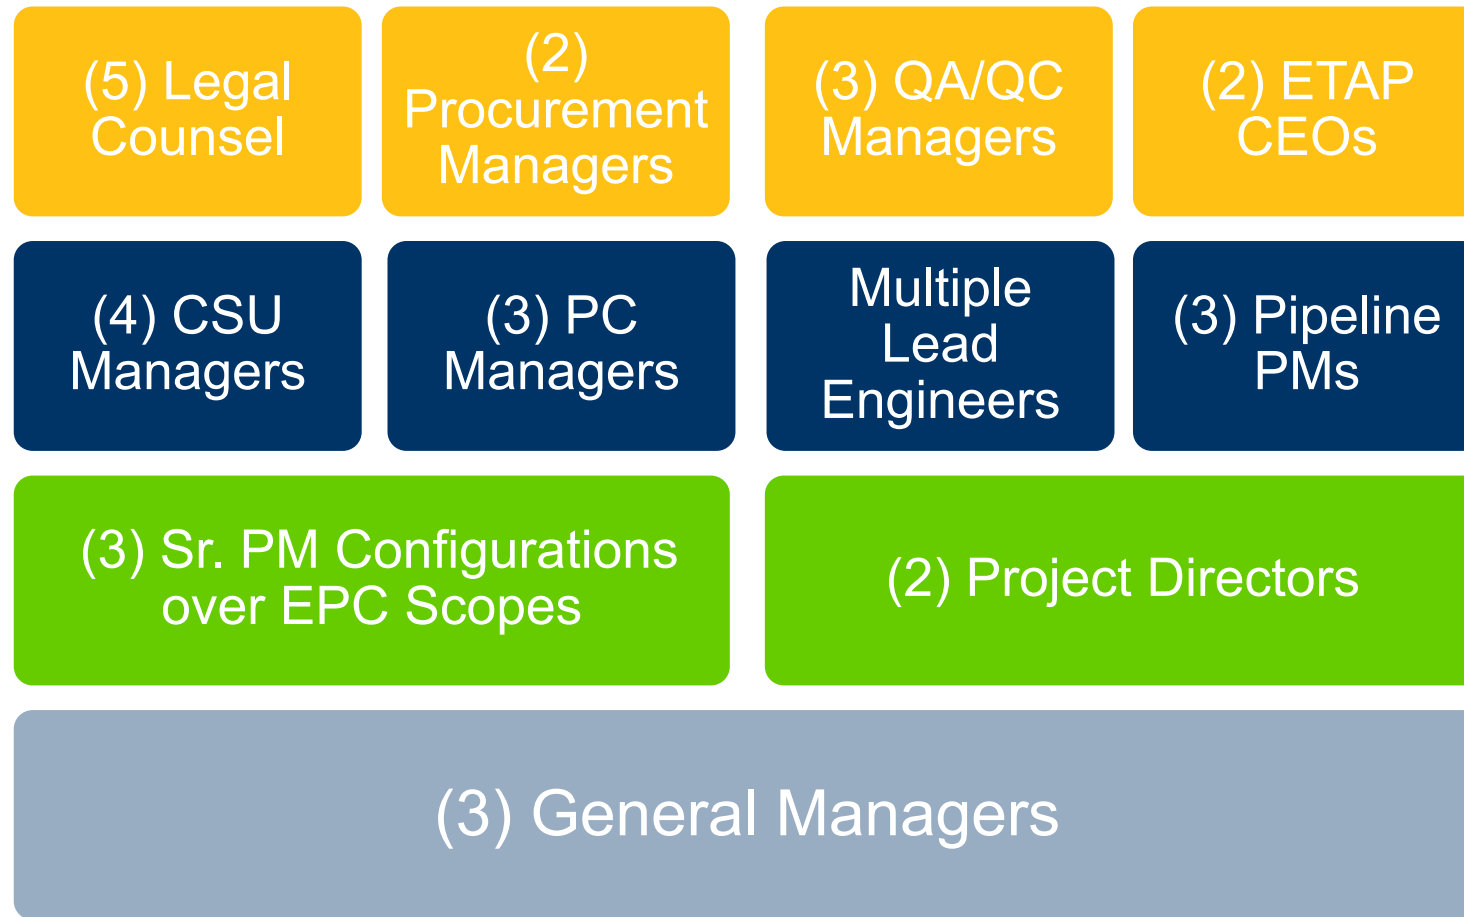 (5) Legal
Counsel
(2)
Procurement
Managers
(3) QA/QC
Managers
(2) ETAP
CEOs
(4) CSU
Managers
(3) PC
Managers
Multiple
Lead
Engineers
(3) Pipeline
PMs
(3) Sr. PM Configurations
over EPC Scopes
(2) Project Directors
(3) General Managers